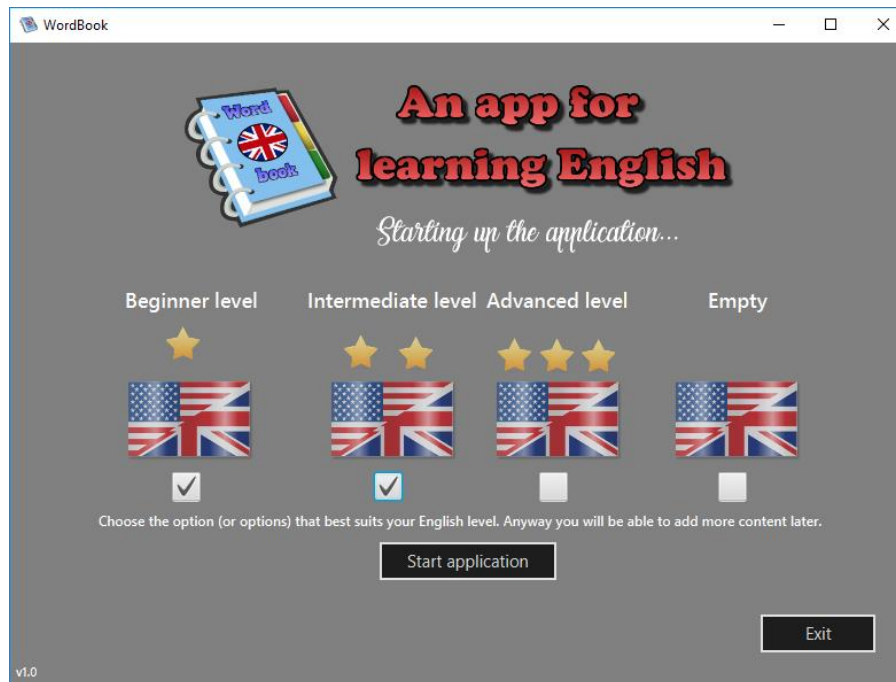 WordBook
Word
book
An app for
learning English
Starting up the application...
Beginner level
Intermediate level
Advanced level
Empty
Choose the option (or options) that best suits your English level. Anyway you will be able to add more content later.
Start application
Exit
v1.0